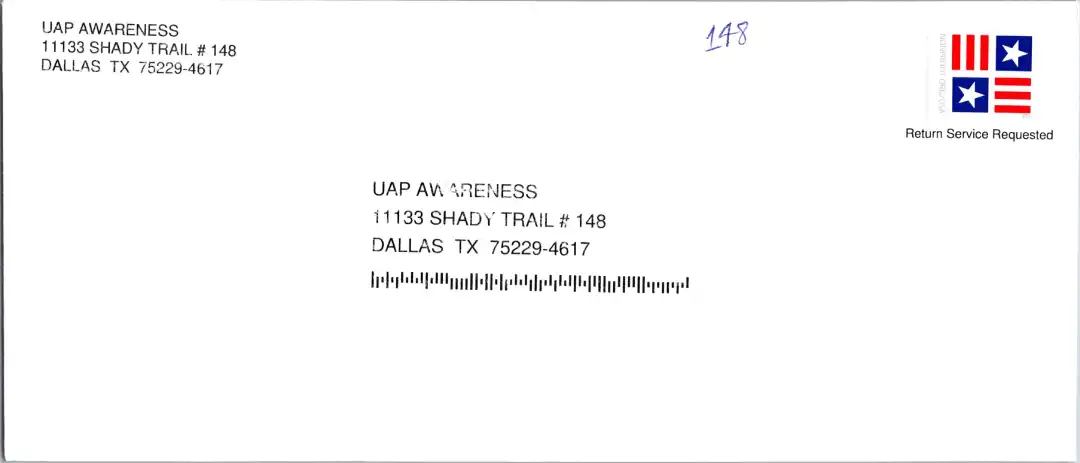 UAP AWARENESS
11133 SHADY TRAIL # 148
DALLAS TX 75229-4617
148
Return Service Requested
UAP AWARENESS
11133 SHADY TRAIL # 148
DALLAS TX 75229-4617